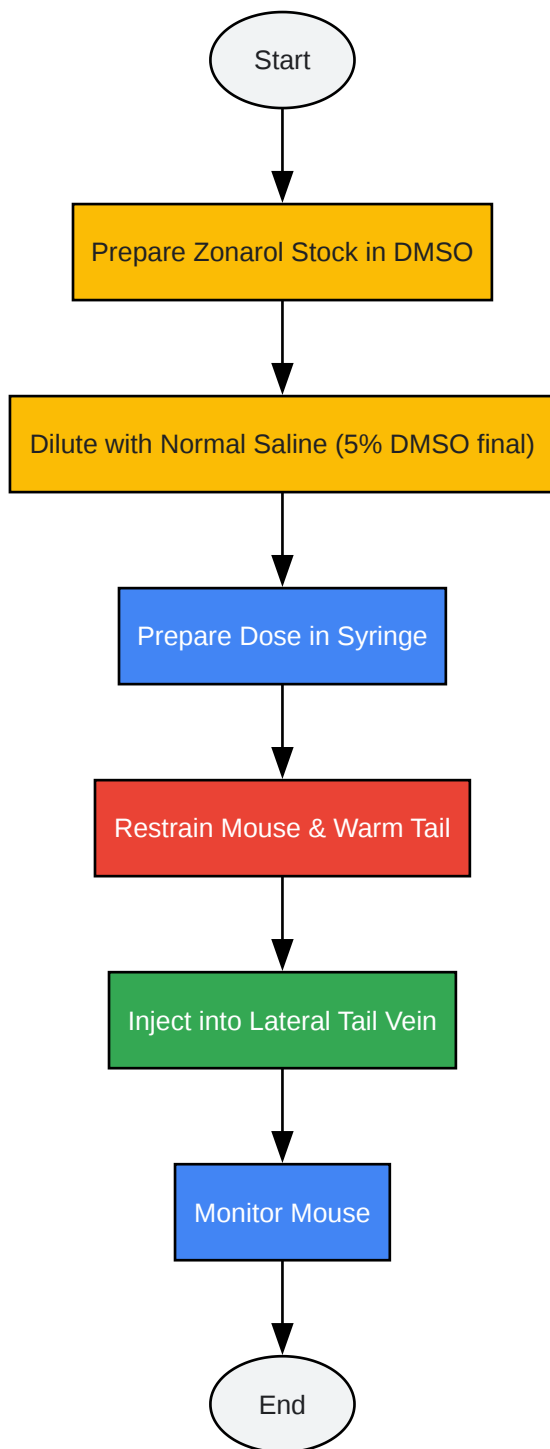 Start
Prepare Zonarol Stock in DMSO
Dilute with Normal Saline (5% DMSO final)
Prepare Dose in Syringe
Restrain Mouse & Warm Tail
Inject into Lateral Tail Vein
Monitor Mouse
End